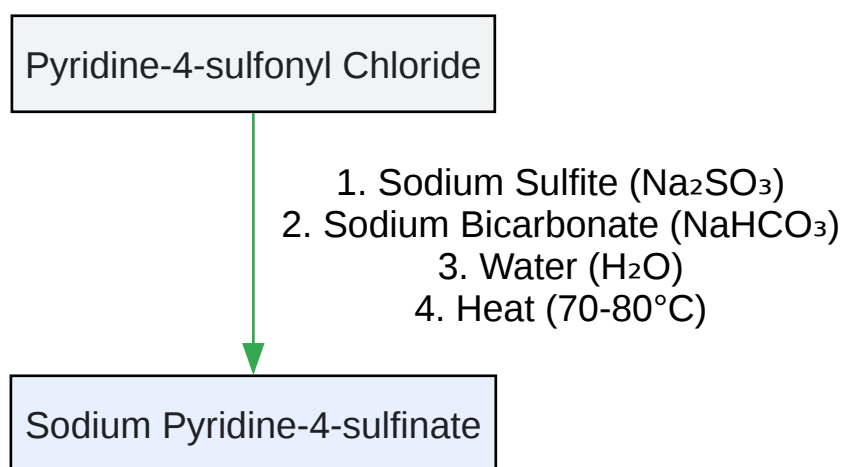 Pyridine-4-sulfonyl Chloride
1. Sodium Sulfite (Na₂SO₃)
2. Sodium Bicarbonate (NaHCO₃)
3. Water (H₂O)
4. Heat (70-80°C)
Sodium Pyridine-4-sulfinate